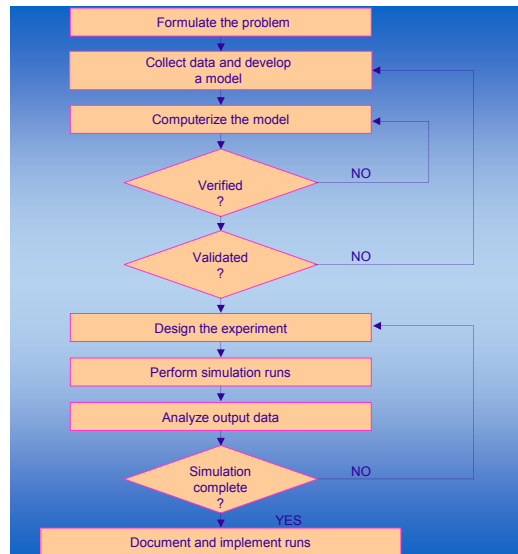 Formulate the problem
Collect data and develop
a model
Computerize the model
NO
Verified
?
NO
Validated
?
Design the experiment
Perform simulation runs
Analyze output data
Simulation
NO
complete
?
YES
Document and implement runs